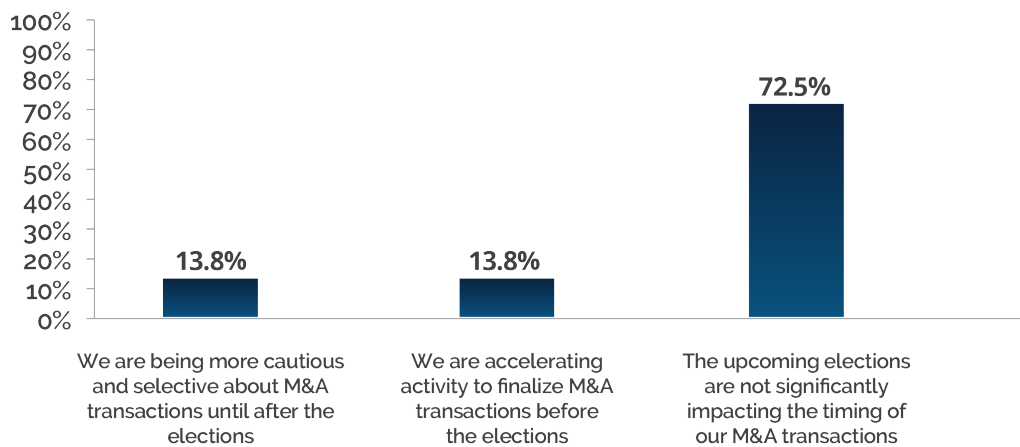 100%
90%
80%
70%
60%
50%
40%
30%
20%
10%
0%
13.8%
13.8%
72.5%
We are being more cautious
and selective about M&A
transactions until after the
elections
We are accelerating
activity to finalize M&A
transactions before
the elections
The upcoming elections
are not significantly
impacting the timing of
our M&A transactions